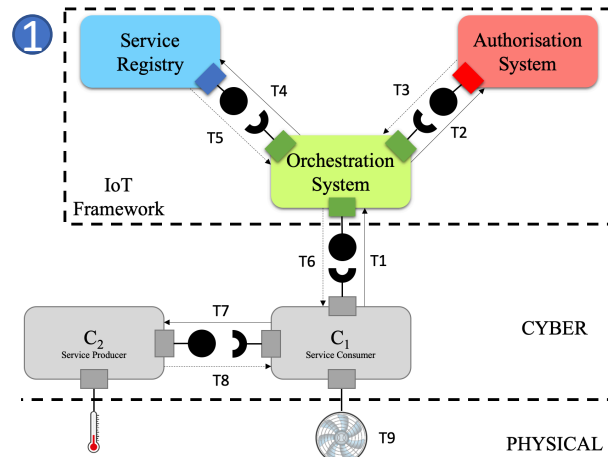 1
Service
Registry
Authorisation
System
T4
T3
T5
T2
Orchestration
System
IoT
Framework
T6
T1
T7
C2
Service Producer
C1
Service Consumer
CYBER
T8
T9
PHYSICAL